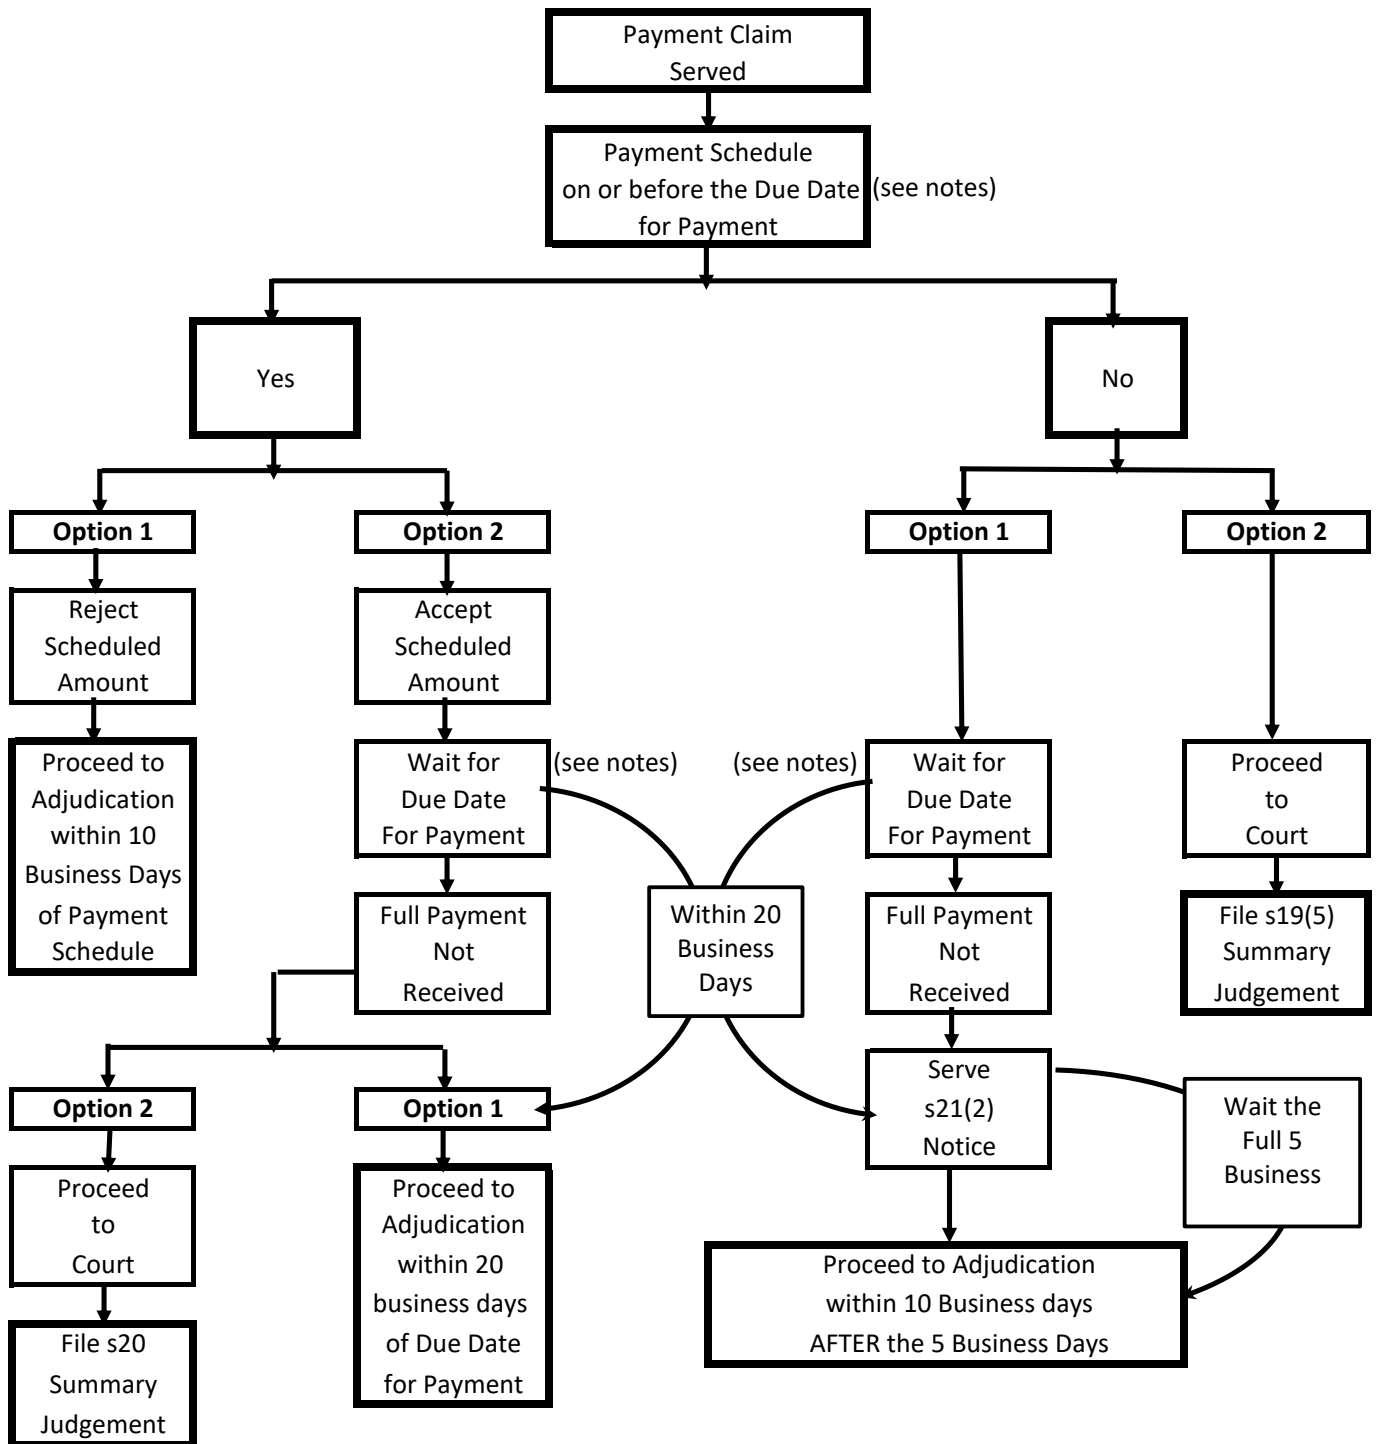 Payment Claim
Served
Payment Schedule
on or before the Due Date
for Payment
(see notes)
Yes
No
Option 1
Option 2
Option 1
Option 2
Reject
Scheduled
Amount
Accept
Scheduled
Amount
Proceed to
Adjudication
within 10
Business Days
of Payment
Schedule
Wait for
Due Date
For Payment
(see notes)
(see notes)
Wait for
Due Date
For Payment
Proceed
to
Court
Full Payment
Not
Received
Within 20
Business
Days
Full Payment
Not
Received
File s19(5)
Summary
Judgement
Option 2
Option 1
Serve
s21(2)
Notice
Wait the
Full 5
Business
Proceed
to
Court
Proceed to
Adjudication
within 20
business days
of Due Date
for Payment
Proceed to Adjudication
within 10 Business days
AFTER the 5 Business Days
File s20
Summary
Judgement